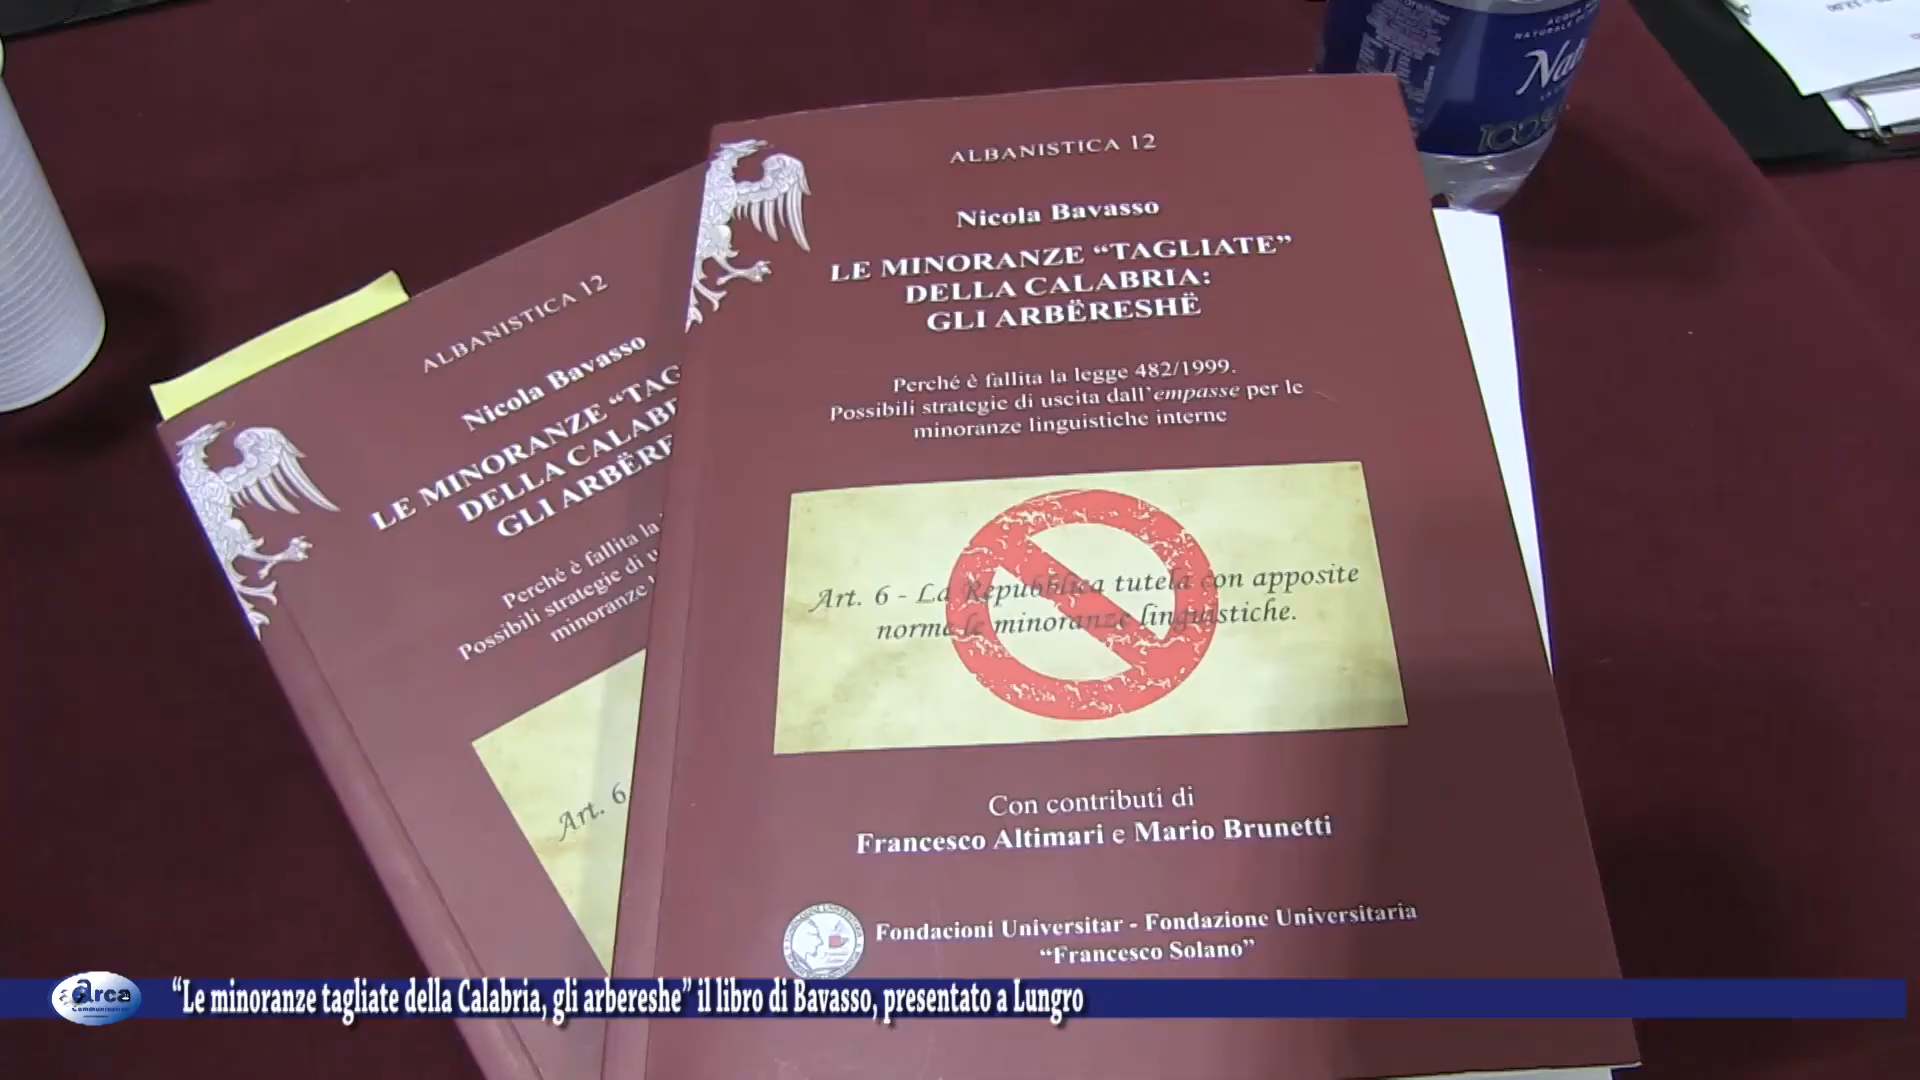 ACQUA
NATURALE
Nat
100%
ALBANISTICA 12
Nicola Bavasso
LE MINORANZE “TAGLIATE”
DELLA CALABRIA:
GLI ARBËRESHË
Perché è fallita la legge 482/1999.
Possibili strategie di uscita dall’empasse per le
minoranze linguistiche interne
Art. 6 - La Repubblica tutela con apposite
norme le minoranze linguistiche.
Con contributi di
Francesco Altimari e Mario Brunetti
Fondacioni Universitar - Fondazione Universitaria
“Francesco Solano”
ALBANISTICA 12
Nicola Bavasso
LE MINORANZE “TAG
DELLA CALAB
GLI ARBËRE
Perché è fallita la
Possibili strategie di u
minoranze
Art. 6
arca
“Le minoranze tagliate della Calabria, gli arbereshe” il libro di Bavasso, presentato a Lungro